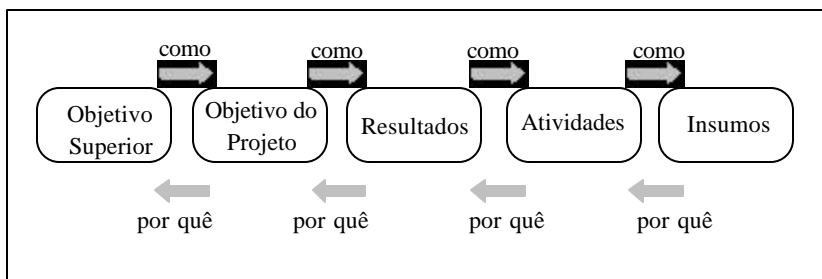 como como como como
Objetivo
Superior
Objetivo do
Projeto
Resultados
Atividades
Insumos
por quê por quê por quê por quê